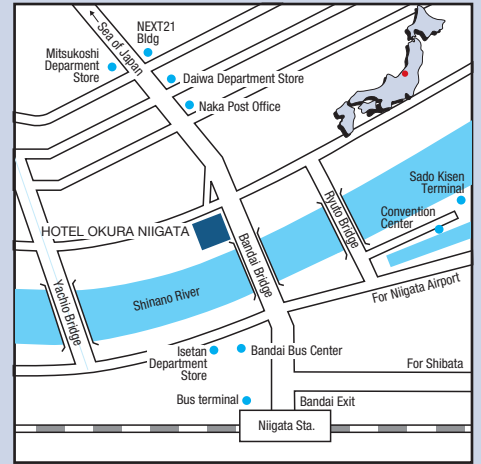 NEXT21
Bldg
Sea of Japan
Mitsukoshi
Deparment
Store
Daiwa Department Store
Naka Post Office
Sado Kisen
Terminal
Ryuto Bridge
Convention
Center
HOTEL OKURA NIIGATA
Bandai Bridge
Yachio Bridge
Shinano River
For Niigata Airport
Isetan
Department
Store
Bandai Bus Center
For Shibata
Bus terminal
Bandai Exit
Niigata Sta.